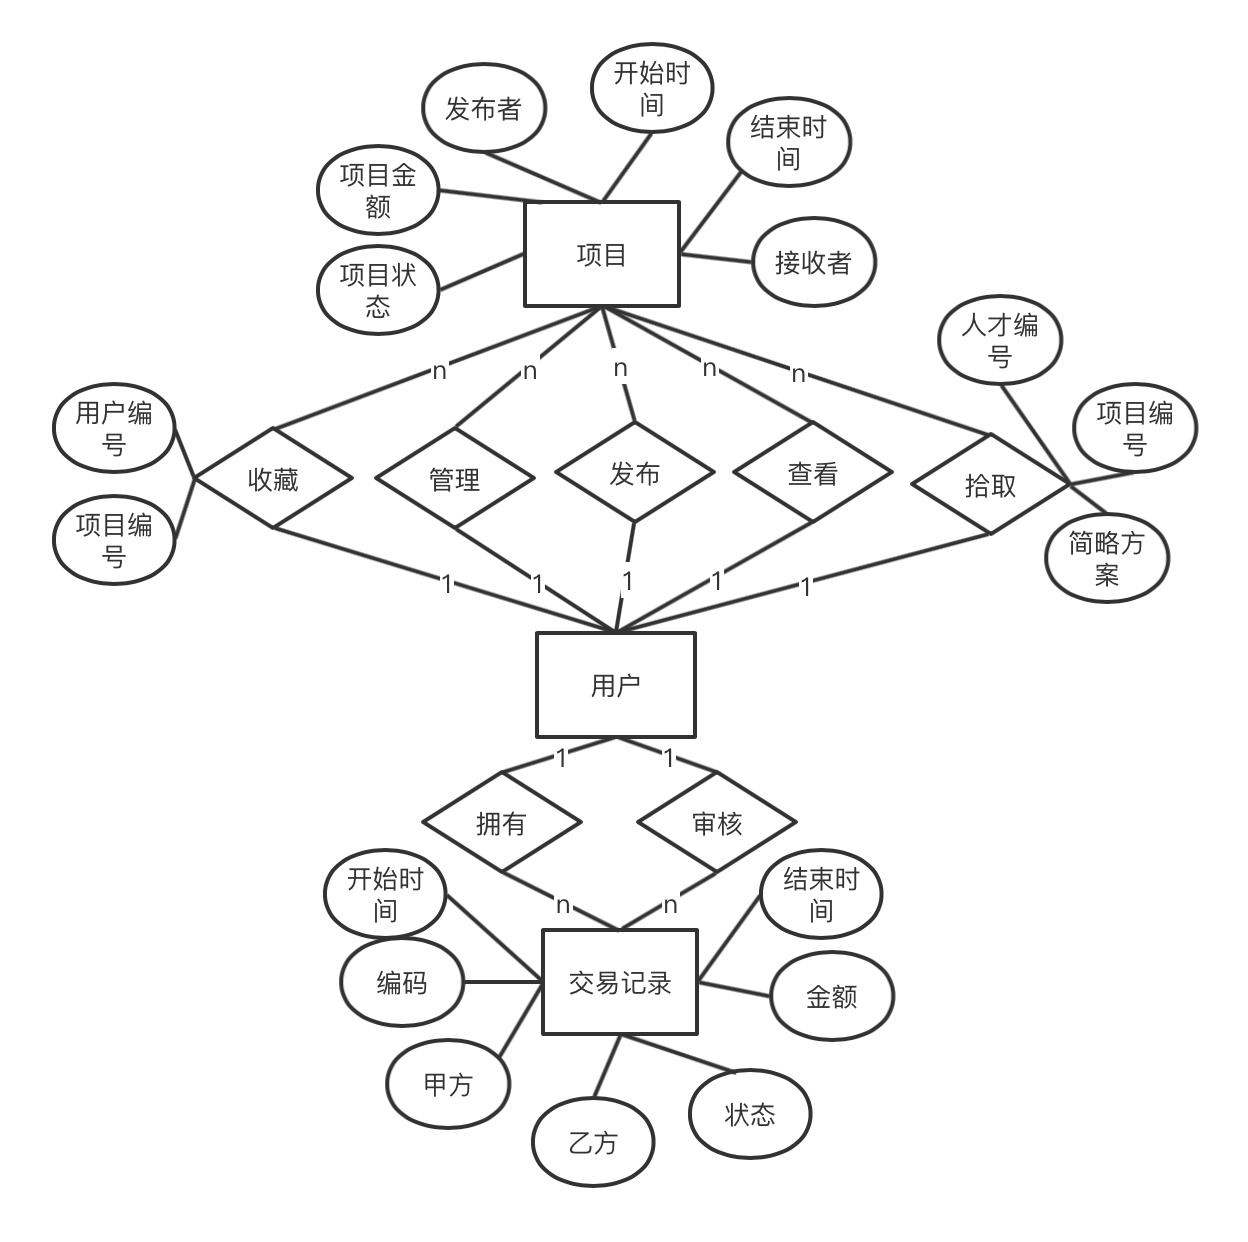 开始时
间
发布者
结束时
间
项目金
额
项目
接收者
项目状
态
人才编
号
n
n
n
n
n
用户编
号
项目编
号
收藏
管理
发布
查看
拾取
项目编
号
简略方
案
1
1
1
1
1
用户
1
1
拥有
审核
开始时
间
结束时
间
n
n
编码
交易记录
金额
甲方
乙方
状态